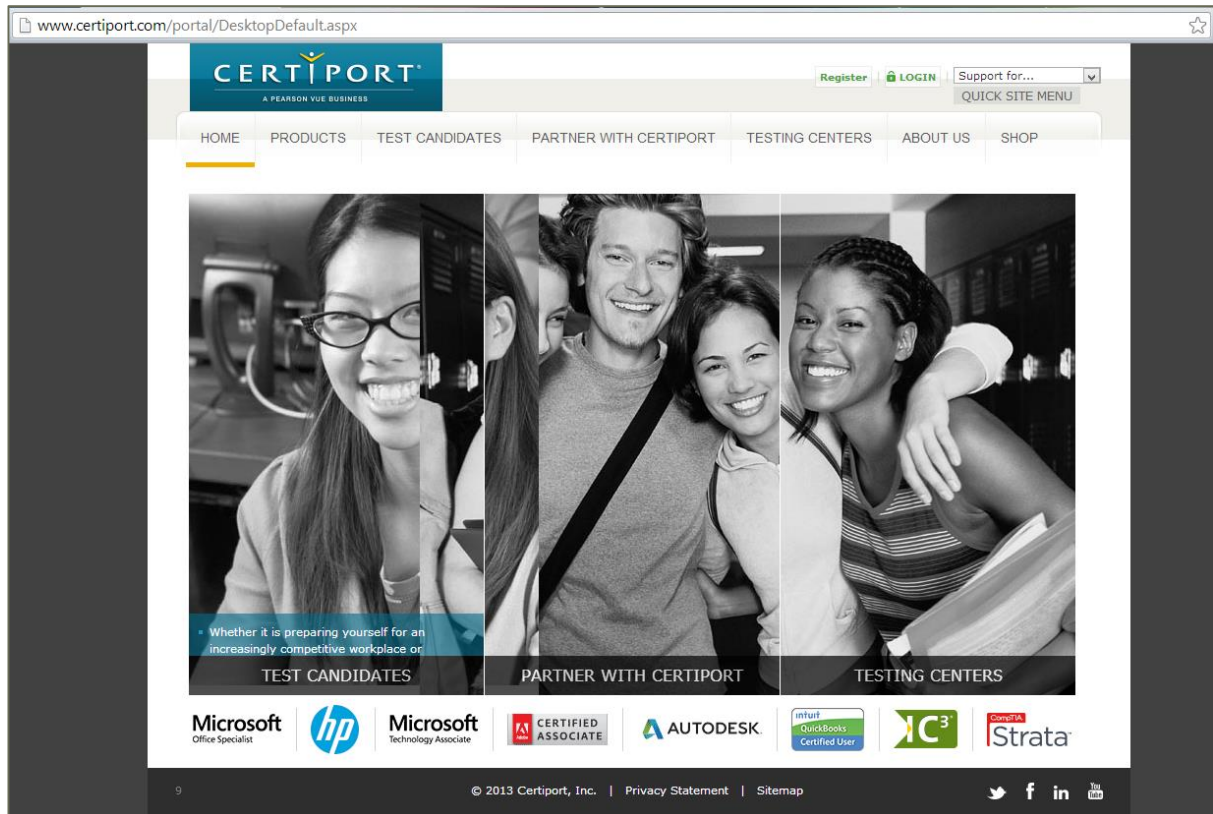 www.certiport.com/portal/DesktopDefault.aspx
CERTIPORT
A PEARSON VUE BUSINESS
Register | LOGIN | Support for...
QUICK SITE MENU
HOME PRODUCTS TEST CANDIDATES PARTNER WITH CERTIPORT TESTING CENTERS ABOUT US SHOP
Whether it is preparing yourself for an
increasingly competitive workplace or
TEST CANDIDATES PARTNER WITH CERTIPORT TESTING CENTERS
Microsoft
Office Specialist
hp
Microsoft
Technology Associate
Adobe
CERTIFIED
ASSOCIATE
AUTODESK
intuit
QuickBooks
Certified User
IC³
CompTIA
Strata
9 © 2013 Certiport, Inc. | Privacy Statement | Sitemap
f in You Tube